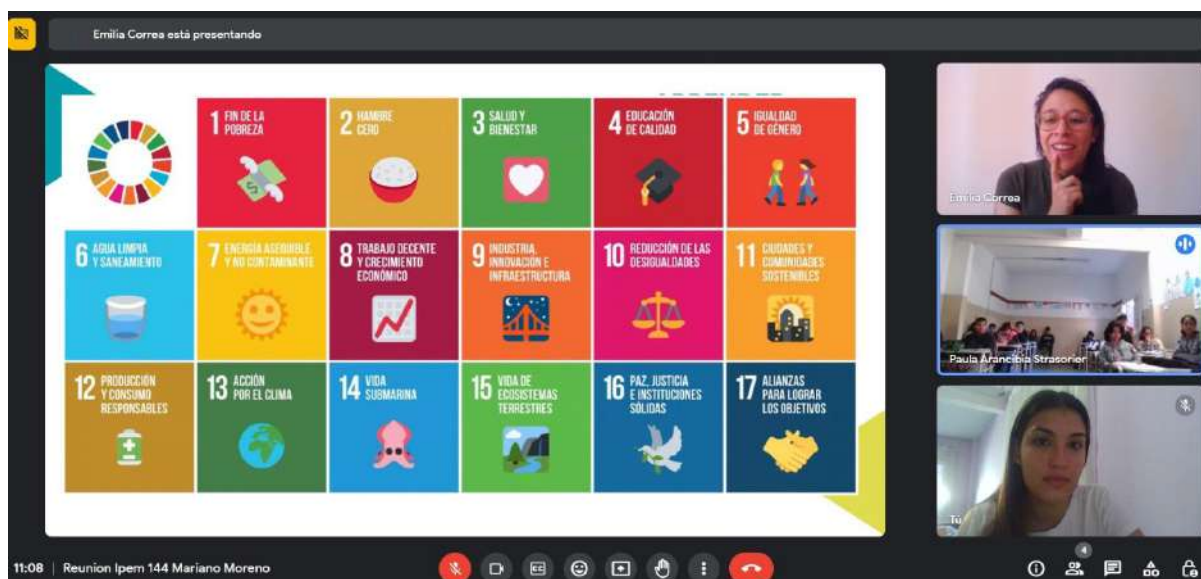 Emilia Correa está presentando
1 FIN DE LA
POBREZA
2 HAMBRE
CERO
3 SALUD Y
BIENESTAR
4 EDUCACIÓN
DE CALIDAD
5 IGUALDAD
DE GÉNERO
6 AGUA LIMPIA
Y SANEAMIENTO
7 ENERGÍA ASEQUIBLE
Y NO CONTAMINANTE
8 TRABAJO DECENTE
Y CRECIMIENTO
ECONÓMICO
9 INDUSTRIA,
INNOVACIÓN E
INFRAESTRUCTURA
10 REDUCCIÓN DE LAS
DESIGUALDADES
11 CIUDADES Y
COMUNIDADES
SOSTENIBLES
12 PRODUCCIÓN
Y CONSUMO
RESPONSABLES
13 ACCIÓN
POR EL CLIMA
14 VIDA
SUBMARINA
15 VIDA DE
ECOSISTEMAS
TERRESTRES
16 PAZ, JUSTICIA
E INSTITUCIONES
SÓLIDAS
17 ALIANZAS
PARA LOGRAR
LOS OBJETIVOS
Emilia Correa
Paula Arancibia Strasorier
Tú
11:08 | Reunion Ipem 144 Mariano Moreno
CC
4